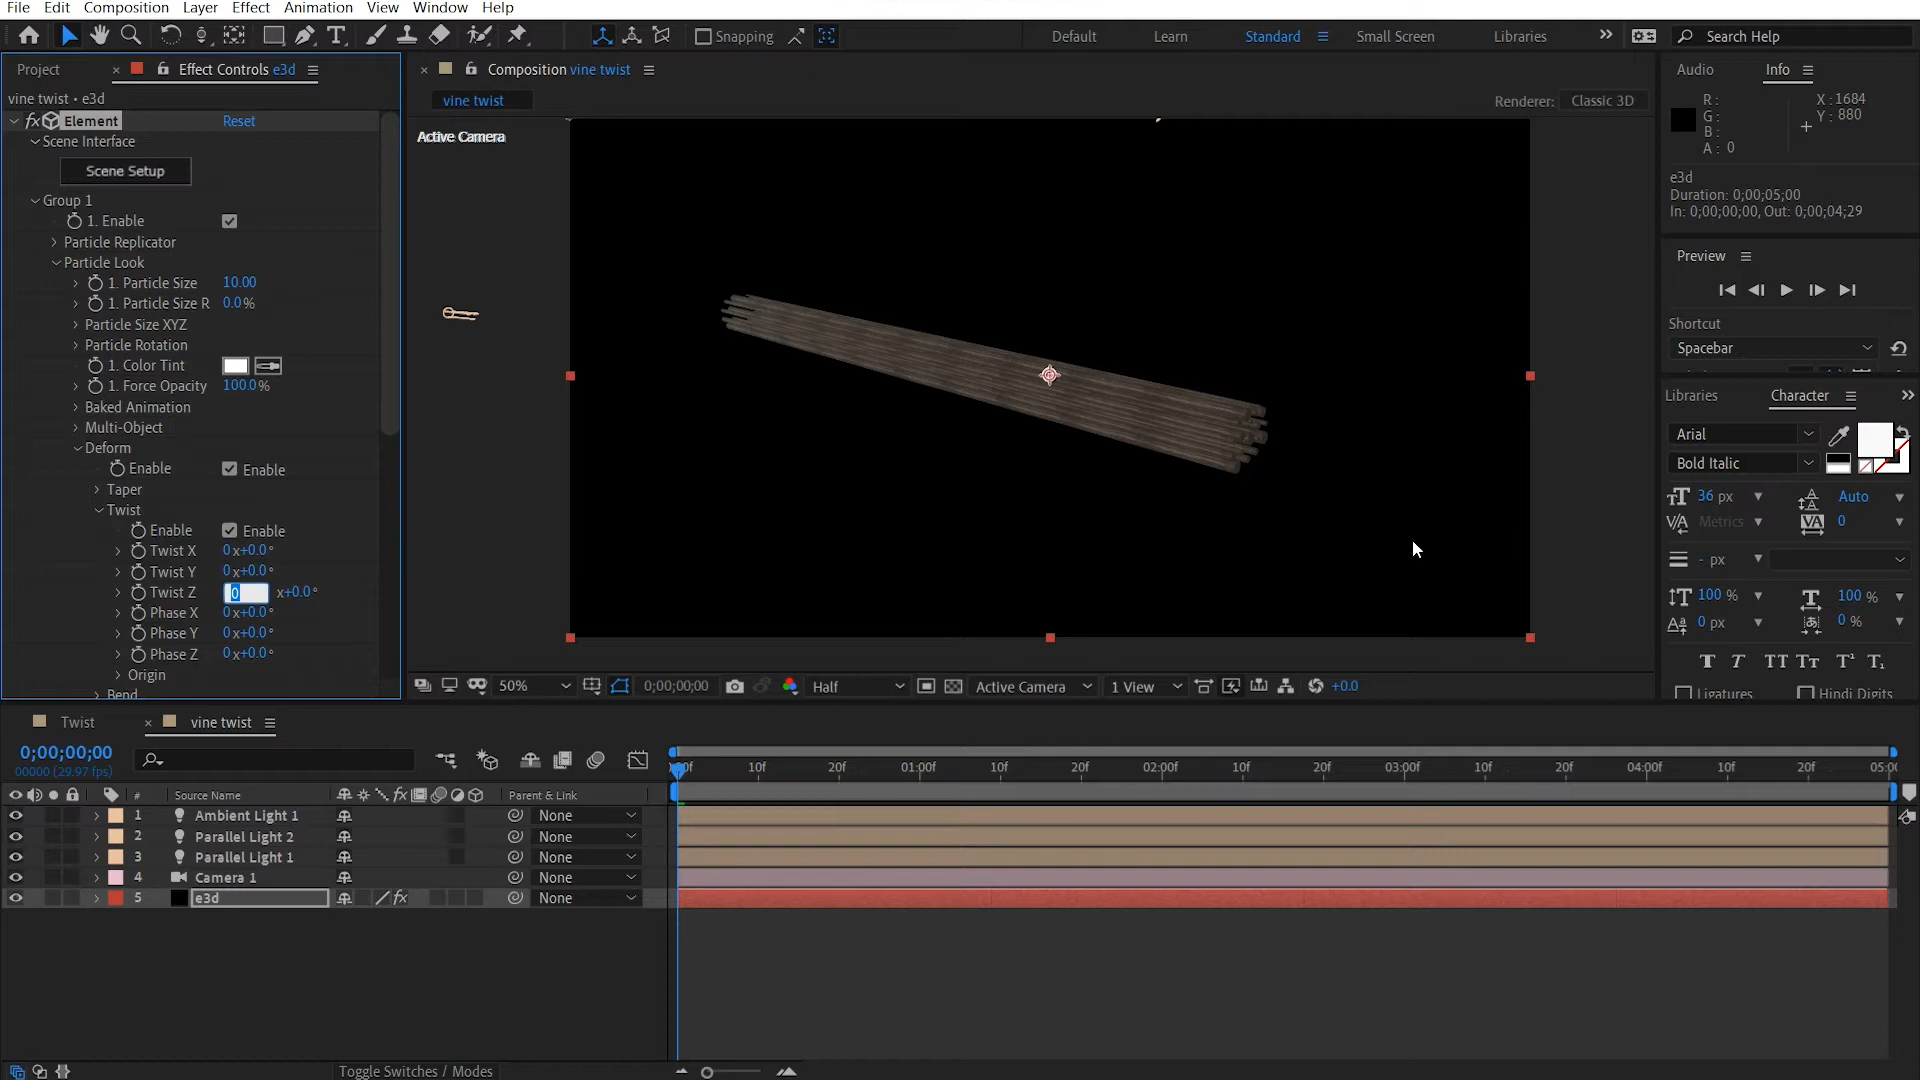 File Edit Composition Layer Effect Animation View Window Help
Snapping Default Learn Standard Small Screen Libraries Search Help
Project Effect Controls e3d
vine twist • e3d
fx Element Reset
Scene Interface
Scene Setup
Group 1
1. Enable
Particle Replicator
Particle Look
1. Particle Size 10.00
1. Particle Size R 0.0%
Particle Size XYZ
Particle Rotation
1. Color Tint
1. Force Opacity 100.0%
Baked Animation
Multi-Object
Deform
Enable Enable
Taper
Twist
Enable Enable
Twist X 0x+0.0°
Twist Y 0x+0.0°
Twist Z 0 x+0.0°
Phase X 0x+0.0°
Phase Y 0x+0.0°
Phase Z 0x+0.0°
Origin
Bend
Composition vine twist
vine twist Renderer: Classic 3D
Active Camera
50% 0;00;00;00 Half Active Camera 1 View +0.0
Audio Info
R: X: 1684
G: Y: 880
B:
A: 0
e3d
Duration: 0;00;05;00
In: 0;00;00;00, Out: 0;00;04;29
Preview
Shortcut
Spacebar
Libraries Character
Arial
Bold Italic
36 px Auto
Metrics 0
- px
100 % 100 %
0 px 0 %
T T TT Tт T¹ T₁
Ligatures Hindi Digits
Twist vine twist
0;00;00;00
00000 (29.97 fps)
10f 20f 01:00f 10f 20f 02:00f 10f 20f 03:00f 10f 20f 04:00f 10f 20f 05:00
# Source Name fx Parent & Link
1 Ambient Light 1 None
2 Parallel Light 2 None
3 Parallel Light 1 None
4 Camera 1 None
5 e3d fx None
Toggle Switches / Modes